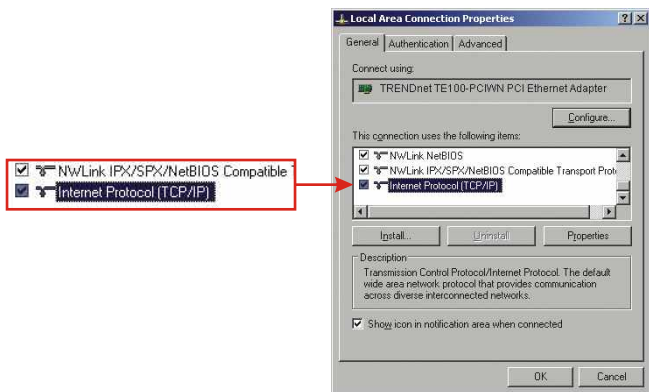 NWLink IPX/SPX/NetBIOS Compatible
Internet Protocol (TCP/IP)
Local Area Connection Properties
General Authentication Advanced
Connect using:
TRENDnet TE100-PCIWN PCI Ethernet Adapter
Configure...
This connection uses the following items:
NWLink NetBIOS
NWLink IPX/SPX/NetBIOS Compatible Transport Prot
Internet Protocol (TCP/IP)
Install... Uninstall Properties
Description
Transmission Control Protocol/Internet Protocol. The default
wide area network protocol that provides communication
across diverse interconnected networks.
Show icon in notification area when connected
OK Cancel